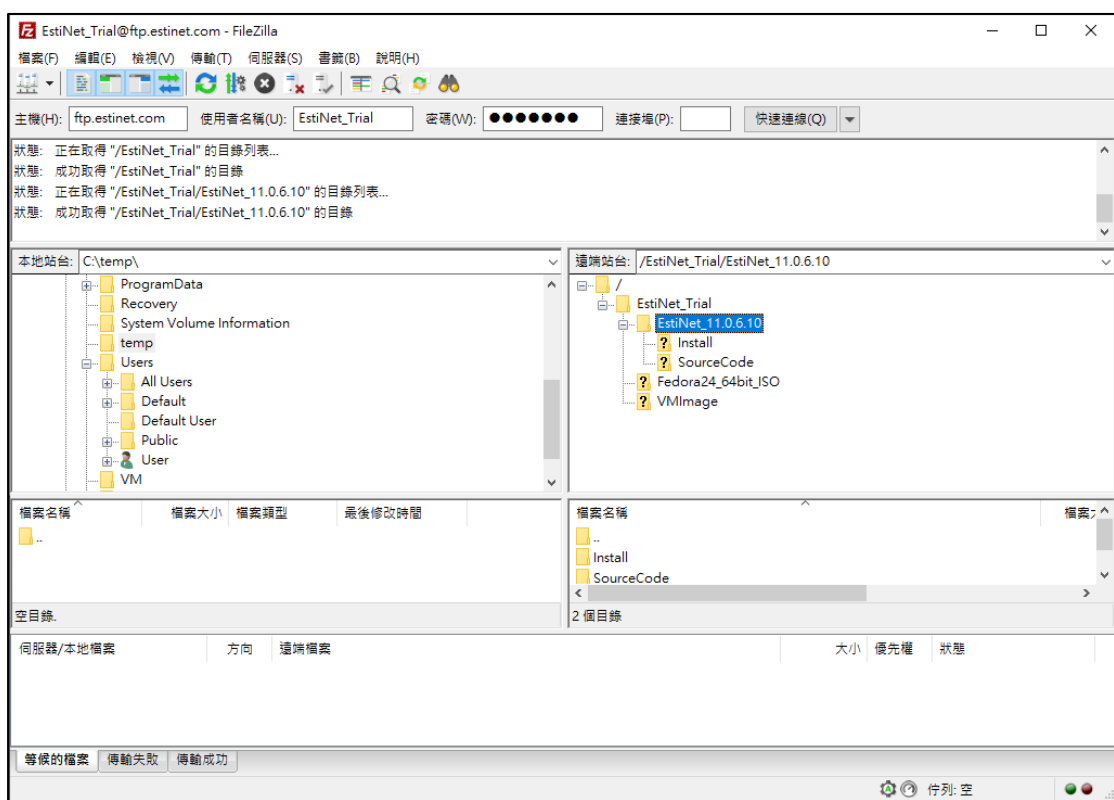 EstiNet_Trial@ftp.estinet.com - FileZilla
檔案(F) 編輯(E) 檢視(V) 傳輸(T) 伺服器(S) 書籤(B) 說明(H)
主機(H): ftp.estinet.com 使用者名稱(U): EstiNet_Trial 密碼(W): ●●●●●●● 連接埠(P): 快速連線(Q)
狀態: 正在取得 "/EstiNet_Trial" 的目錄列表...
狀態: 成功取得 "/EstiNet_Trial" 的目錄
狀態: 正在取得 "/EstiNet_Trial/EstiNet_11.0.6.10" 的目錄列表...
狀態: 成功取得 "/EstiNet_Trial/EstiNet_11.0.6.10" 的目錄
本地站台: C:\temp\
ProgramData
Recovery
System Volume Information
temp
Users
All Users
Default
Default User
Public
User
VM
遠端站台: /EstiNet_Trial/EstiNet_11.0.6.10
/
EstiNet_Trial
EstiNet_11.0.6.10
? Install
? SourceCode
? Fedora24_64bit_ISO
? VMImage
檔案名稱 檔案大小 檔案類型 最後修改時間
..
空目錄.
檔案名稱 檔案
..
Install
SourceCode
2 個目錄
伺服器/本地檔案 方向 遠端檔案 大小 優先權 狀態
等候的檔案 傳輸失敗 傳輸成功
佇列: 空